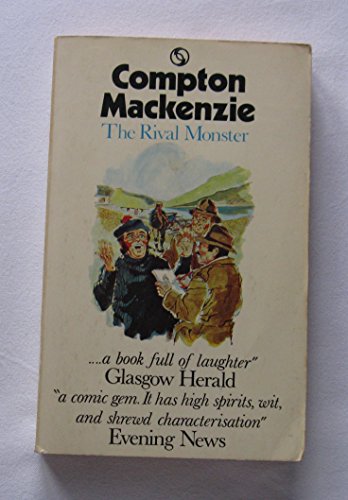 Compton
Mackenzie
The Rival Monster
....a book full of laughter"
Glasgow Herald
"a comic gem. It has high spirits, wit,
and shrewd characterisation"
Evening News